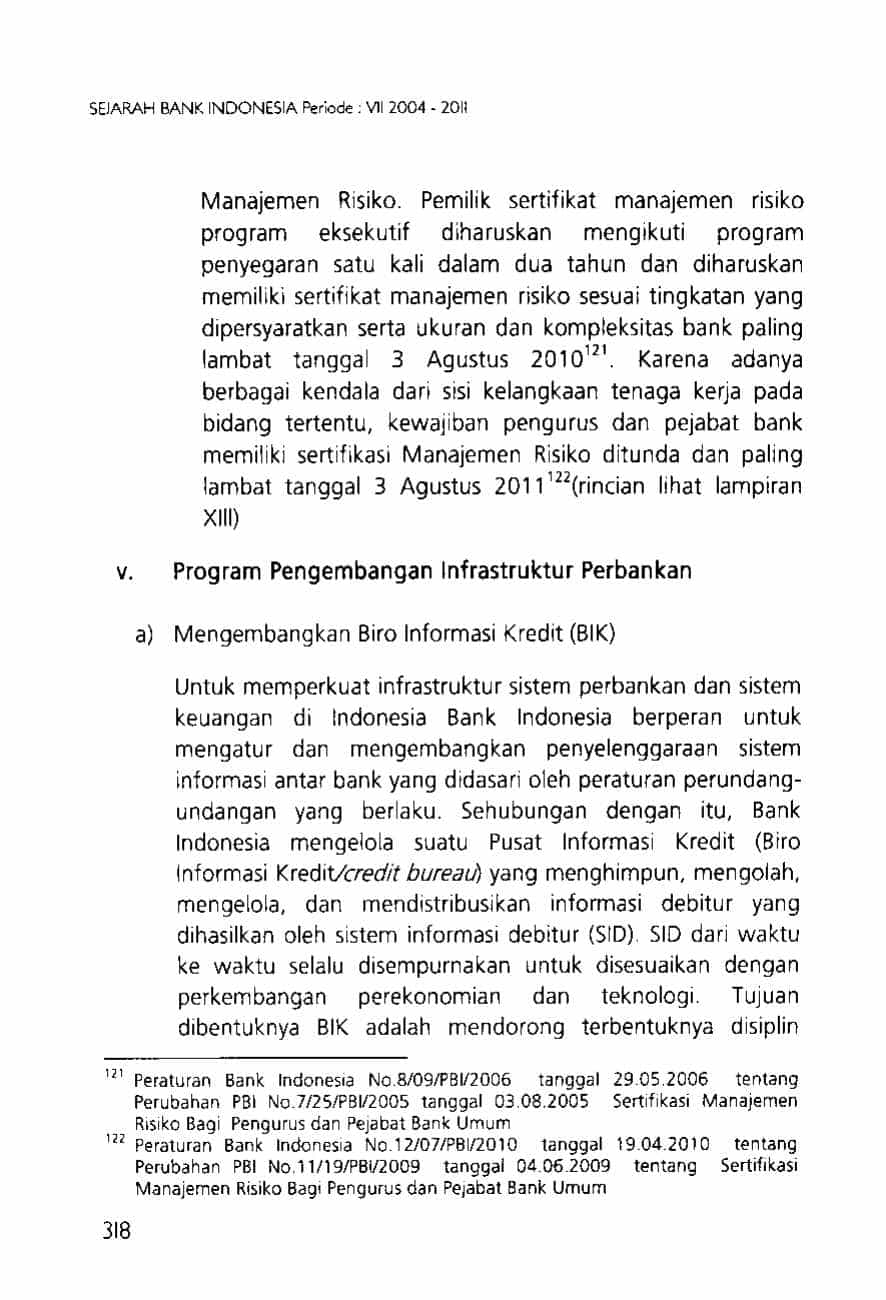 SEJARAH BANK INDONESIA Periode : VII 2004 - 2011
Manajemen Risiko. Pemilik sertifikat manajemen risiko
program eksekutif diharuskan mengikuti program
penyegaran satu kali dalam dua tahun dan diharuskan
memiliki sertifikat manajemen risiko sesuai tingkatan yang
dipersyaratkan serta ukuran dan kompleksitas bank paling
lambat tanggal 3 Agustus 2010121. Karena adanya
berbagai kendala dari sisi kelangkaan tenaga kerja pada
bidang tertentu, kewajiban pengurus dan pejabat bank
memiliki sertifikasi Manajemen Risiko ditunda dan paling
lambat tanggal 3 Agustus 2011122(rincian lihat lampiran
XIII)
v. Program Pengembangan Infrastruktur Perbankan
a) Mengembangkan Biro Informasi Kredit (BIK)
Untuk memperkuat infrastruktur sistem perbankan dan sistem
keuangan di Indonesia Bank Indonesia berperan untuk
mengatur dan mengembangkan penyelenggaraan sistem
informasi antar bank yang didasari oleh peraturan perundang-
undangan yang berlaku. Sehubungan dengan itu, Bank
Indonesia mengelola suatu Pusat Informasi Kredit (Biro
Informasi Kredit/credit bureau) yang menghimpun, mengolah,
mengelola, dan mendistribusikan informasi debitur yang
dihasilkan oleh sistem informasi debitur (SID). SID dari waktu
ke waktu selalu disempurnakan untuk disesuaikan dengan
perkembangan perekonomian dan teknologi. Tujuan
dibentuknya BIK adalah mendorong terbentuknya disiplin
121 Peraturan Bank Indonesia No.8/09/PBI/2006 tanggal 29.05.2006 tentang
Perubahan PBI No.7/25/PBI/2005 tanggal 03.08.2005 Sertifikasi Manajemen
Risiko Bagi Pengurus dan Pejabat Bank Umum
122 Peraturan Bank Indonesia No.12/07/PBI/2010 tanggal 19.04.2010 tentang
Perubahan PBI No.11/19/PBI/2009 tanggal 04.06.2009 tentang Sertifikasi
Manajemen Risiko Bagi Pengurus dan Pejabat Bank Umum
318